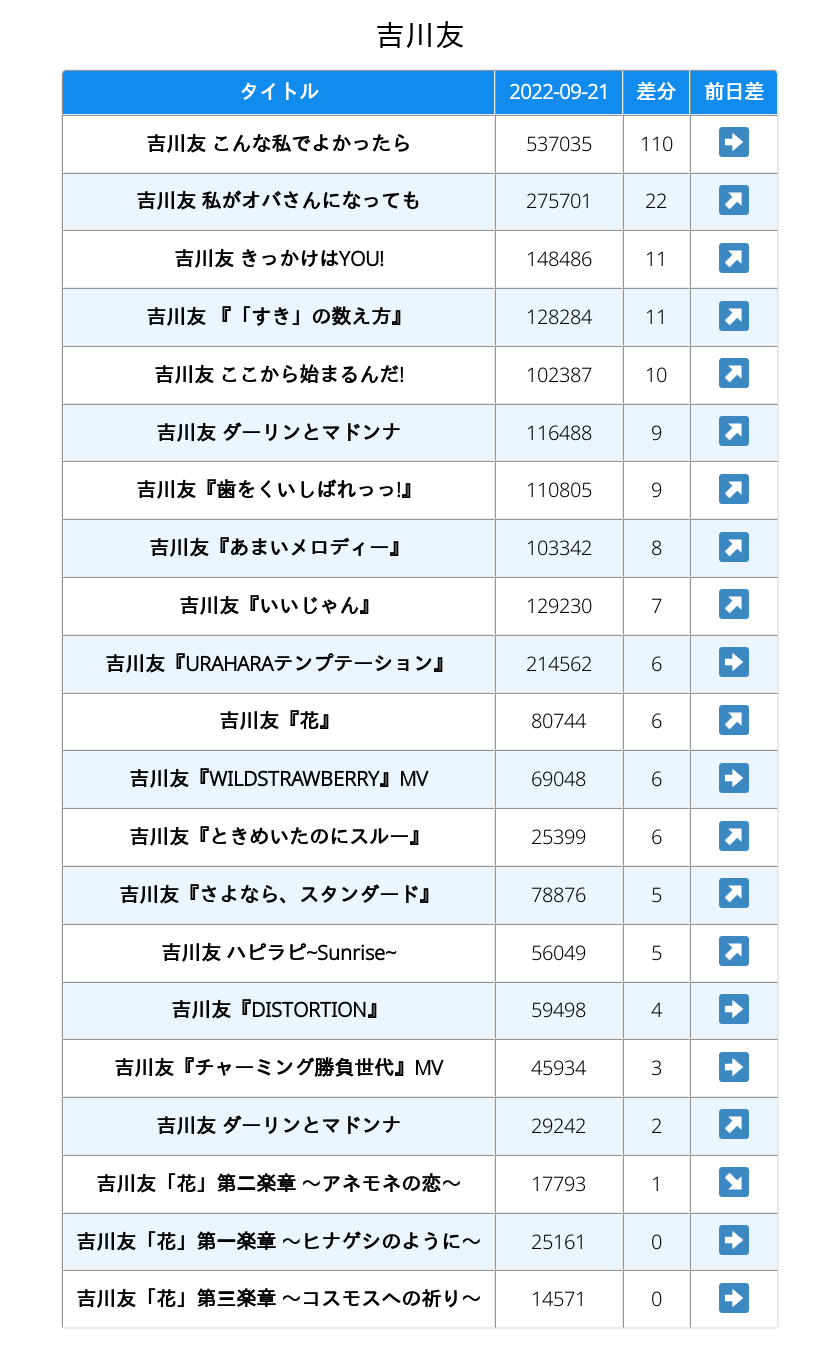 吉川友
タイトル 2022-09-21 差分 前日差
吉川友 こんな私でよかったら 537035 110 ➡
吉川友 私がオバさんになっても 275701 22 ↗
吉川友 きっかけはYOU! 148486 11 ↗
吉川友 『「すき」の数え方』 128284 11 ↗
吉川友 ここから始まるんだ! 102387 10 ↗
吉川友 ダーリンとマドンナ 116488 9 ↗
吉川友『歯をくいしばれっっ!』 110805 9 ↗
吉川友『あまいメロディー』 103342 8 ↗
吉川友『いいじゃん』 129230 7 ↗
吉川友『URAHARAテンプテーション』 214562 6 ➡
吉川友『花』 80744 6 ↗
吉川友『WILDSTRAWBERRY』MV 69048 6 ➡
吉川友『ときめいたのにスルー』 25399 6 ↗
吉川友『さよなら、スタンダード』 78876 5 ↗
吉川友 ハピラピ~Sunrise~ 56049 5 ↗
吉川友『DISTORTION』 59498 4 ➡
吉川友『チャーミング勝負世代』MV 45934 3 ➡
吉川友 ダーリンとマドンナ 29242 2 ↗
吉川友「花」第二楽章 ～アネモネの恋～ 17793 1 ↘
吉川友「花」第一楽章 ～ヒナゲシのように～ 25161 0 ➡
吉川友「花」第三楽章 ～コスモスへの祈り～ 14571 0 ➡